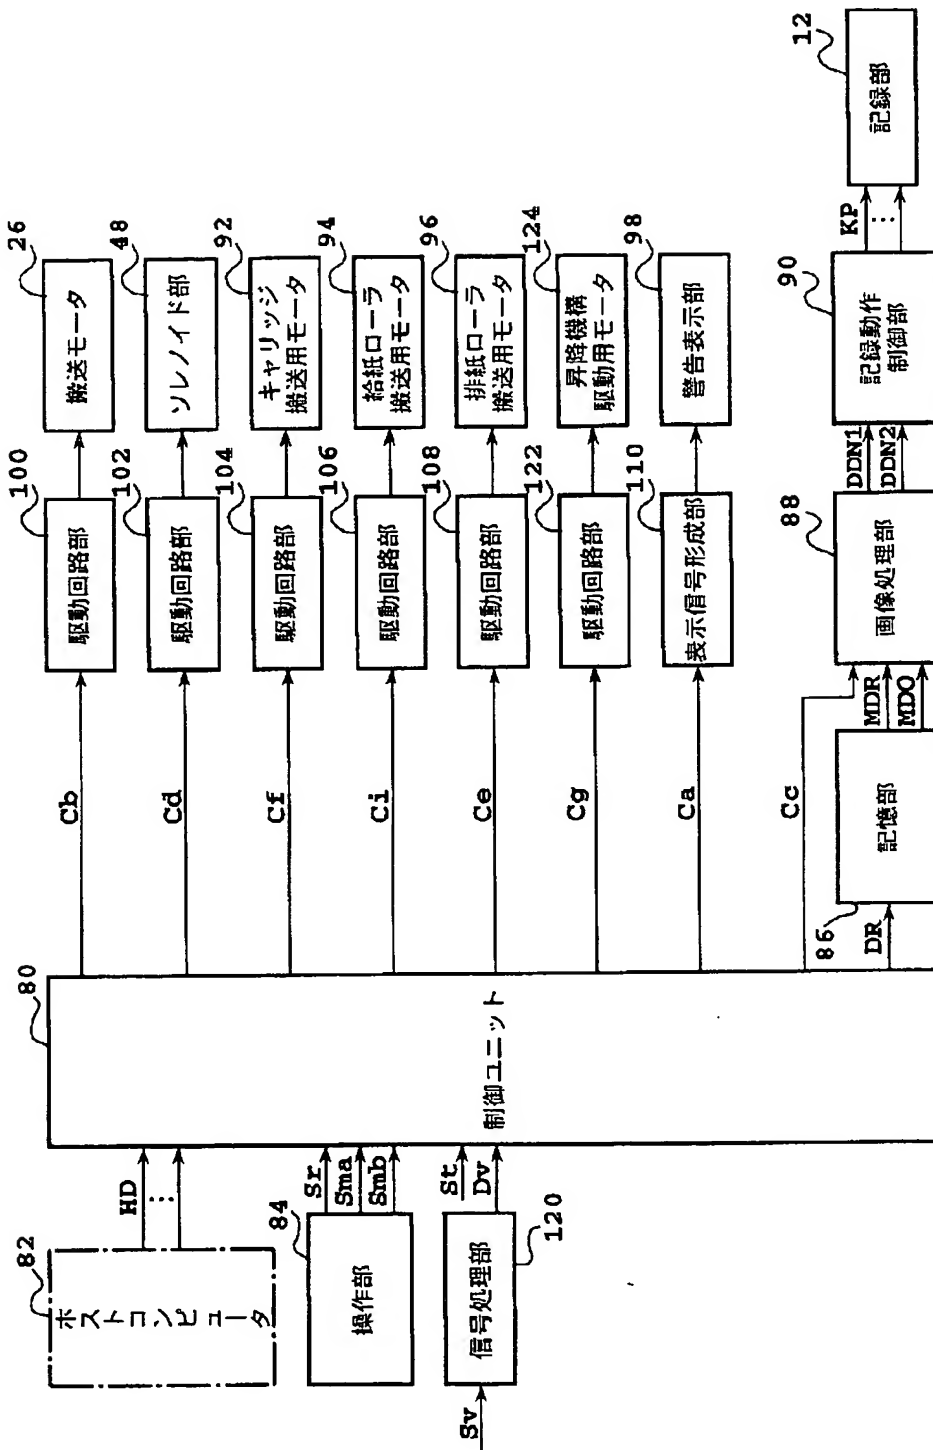 82
ホストコンピュータ
HD
84
操作部
Sr
Sma
Smb
Sv
信号処理部
120
St
Dv
80
制御ユニット
Cb
100
駆動回路部
26
搬送モータ
Cd
102
駆動回路部
48
ソレノイド部
Cf
104
駆動回路部
92
キャリッジ
搬送用モータ
Ci
106
駆動回路部
94
給紙ローラ
搬送用モータ
Ce
108
駆動回路部
96
排紙ローラ
搬送用モータ
Cg
122
駆動回路部
124
昇降機構
駆動用モータ
Ca
110
表示信号形成部
98
警告表示部
Cc
86
DR
記憶部
MDR
MDO
88
画像処理部
DDN1
DDN2
90
記録動作
制御部
KP
12
記録部